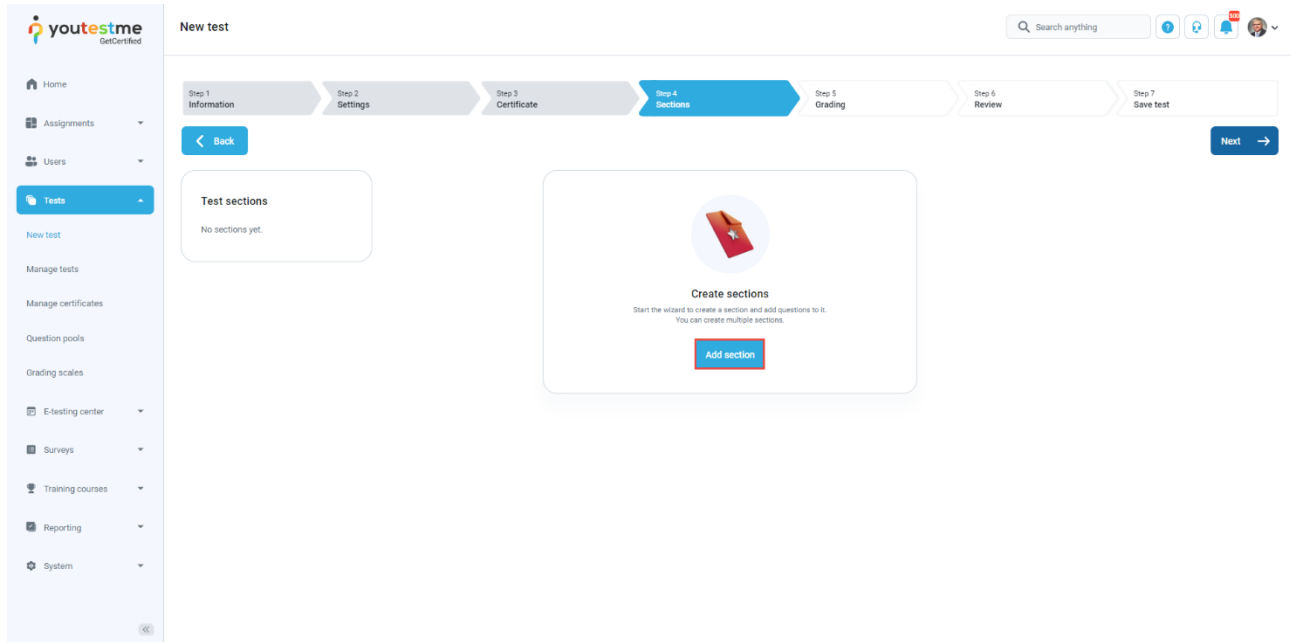 youtestme
GetCertified
New test
Search anything
500
Home
Assignments
Users
Tests
New test
Manage tests
Manage certificates
Question pools
Grading scales
E-testing center
Surveys
Training courses
Reporting
System
Step 1
Information
Step 2
Settings
Step 3
Certificate
Step 4
Sections
Step 5
Grading
Step 6
Review
Step 7
Save test
Back
Next
Test sections
No sections yet.
Create sections
Start the wizard to create a section and add questions to it.
You can create multiple sections.
Add section